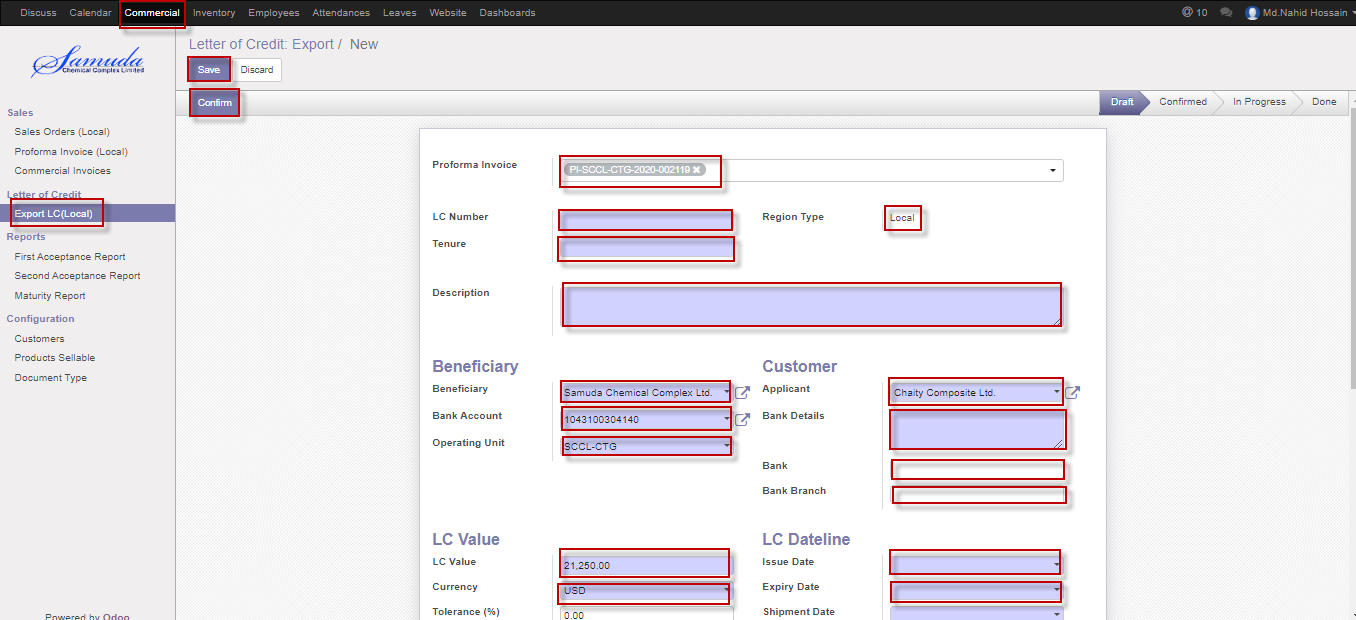 Discuss Calendar Commercial Inventory Employees Attendances Leaves Website Dashboards @ 10 Md.Nahid Hossain
Samuda
Chemical Complex Limited
Letter of Credit: Export / New
Save Discard
Confirm Draft Confirmed In Progress Done
Sales
Sales Orders (Local)
Proforma Invoice (Local)
Commercial Invoices
Letter of Credit
Export LC(Local)
Reports
First Acceptance Report
Second Acceptance Report
Maturity Report
Configuration
Customers
Products Sellable
Document Type
Powered by Odoo
Proforma Invoice PI-SCCL-CTG-2020-002119 ×
LC Number Region Type Local
Tenure
Description
Beneficiary Customer
Beneficiary Samuda Chemical Complex Ltd. Applicant Chaity Composite Ltd.
Bank Account 1043100304140 Bank Details
Operating Unit SCCL-CTG
Bank
Bank Branch
LC Value LC Dateline
LC Value 21,250.00 Issue Date
Currency USD Expiry Date
Tolerance (%) 0.00 Shipment Date